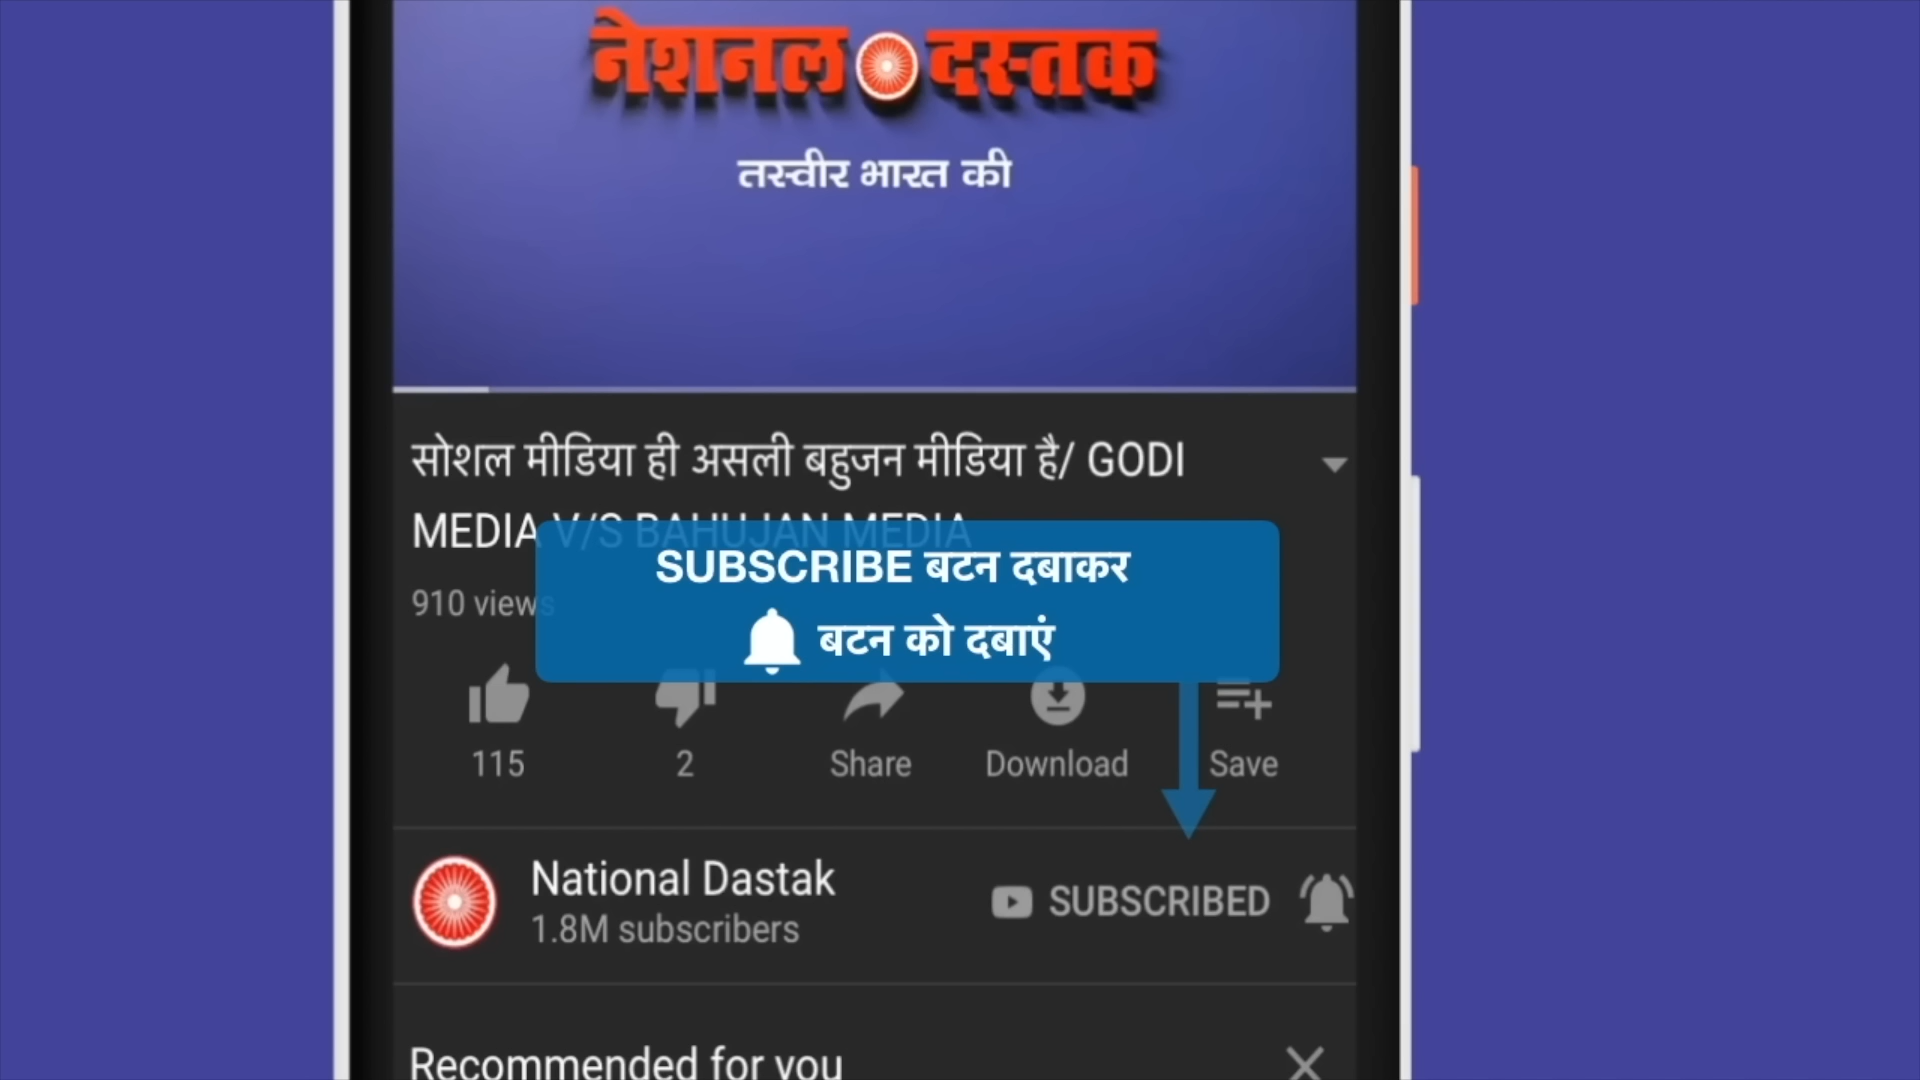 नेशनल दस्तक
तस्वीर भारत की
सोशल मीडिया ही असली बहुजन मीडिया है/ GODI
MEDIA V/S BAHUJAN MEDIA
SUBSCRIBE बटन दबाकर
बटन को दबाएं
910 views
115
2
Share
Download
Save
National Dastak
1.8M subscribers
SUBSCRIBED
Recommended for you